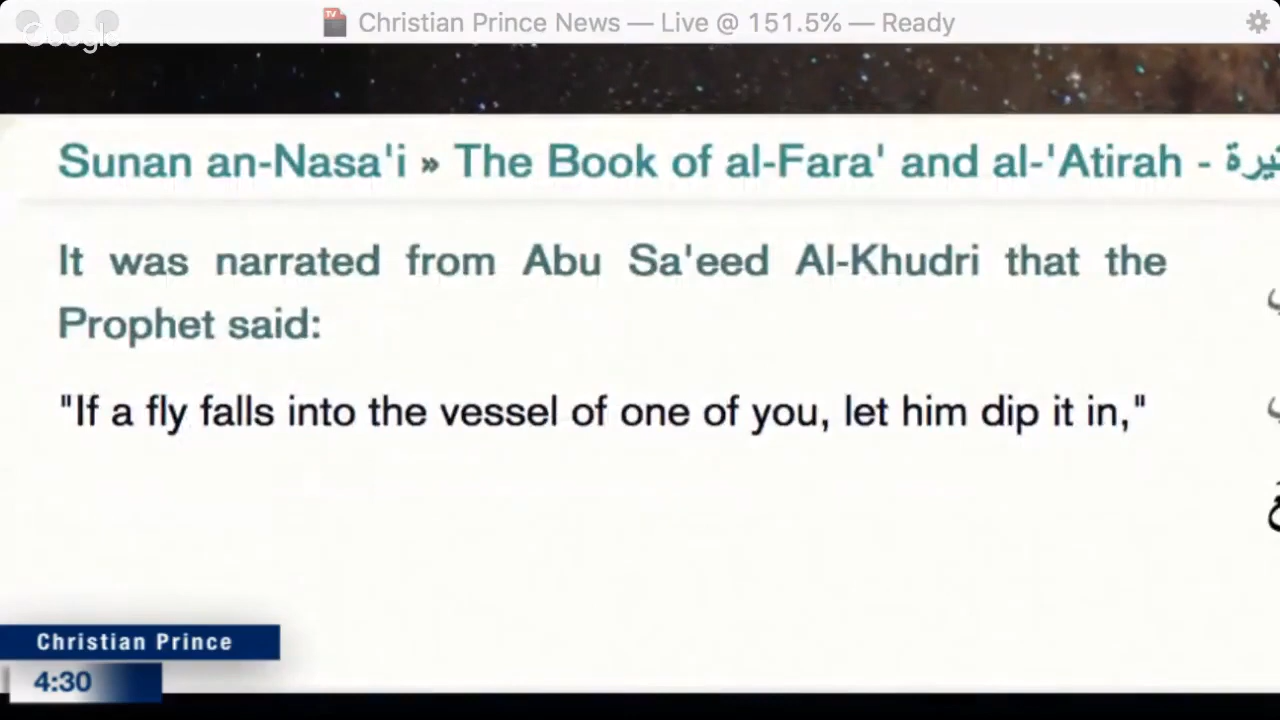 TV
Christian Prince News — Live @ 151.5% — Ready
Google
Sunan an-Nasa'i » The Book of al-Fara' and al-'Atirah -
It was narrated from Abu Sa'eed Al-Khudri that the
Prophet said:
"If a fly falls into the vessel of one of you, let him dip it in,"
Christian Prince
4:30